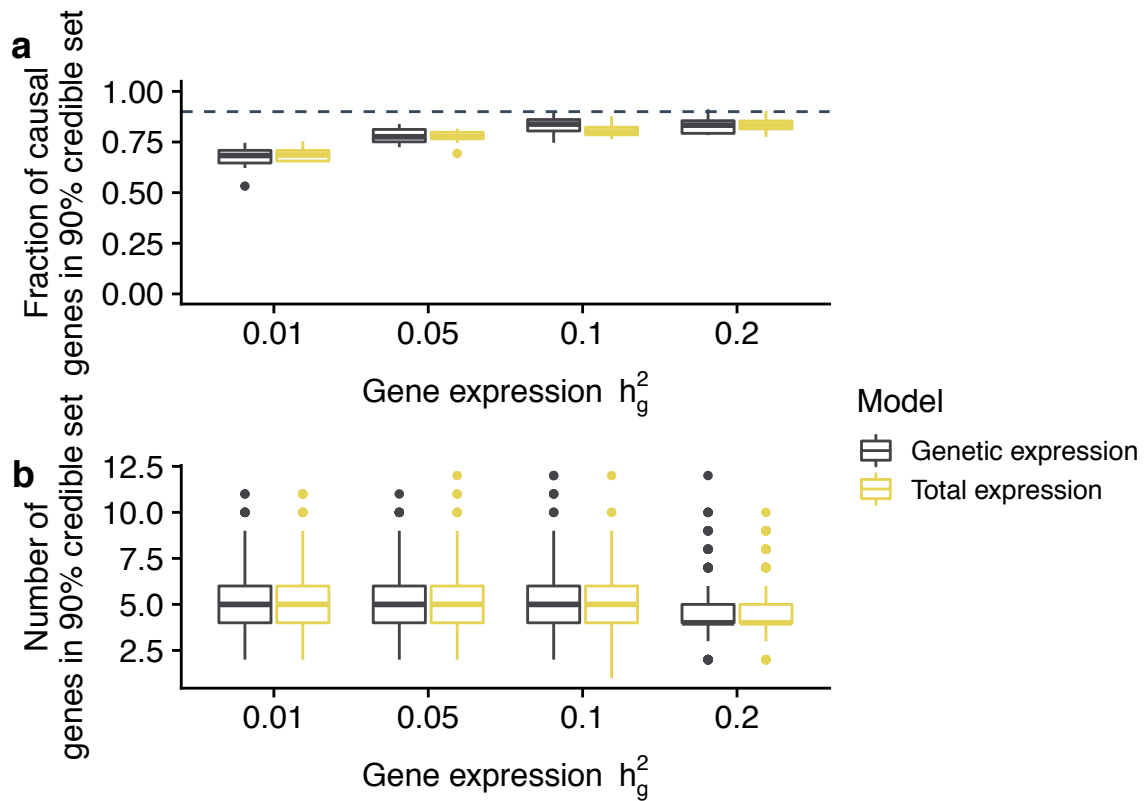 a
Fraction of causal
genes in 90% credible set
1.00
0.75
0.50
0.25
0.00
0.01 0.05 0.1 0.2
Gene expression h²g
b
Number of
genes in 90% credible set
12.5
10.0
7.5
5.0
2.5
0.01 0.05 0.1 0.2
Gene expression h²g
Model
Genetic expression
Total expression